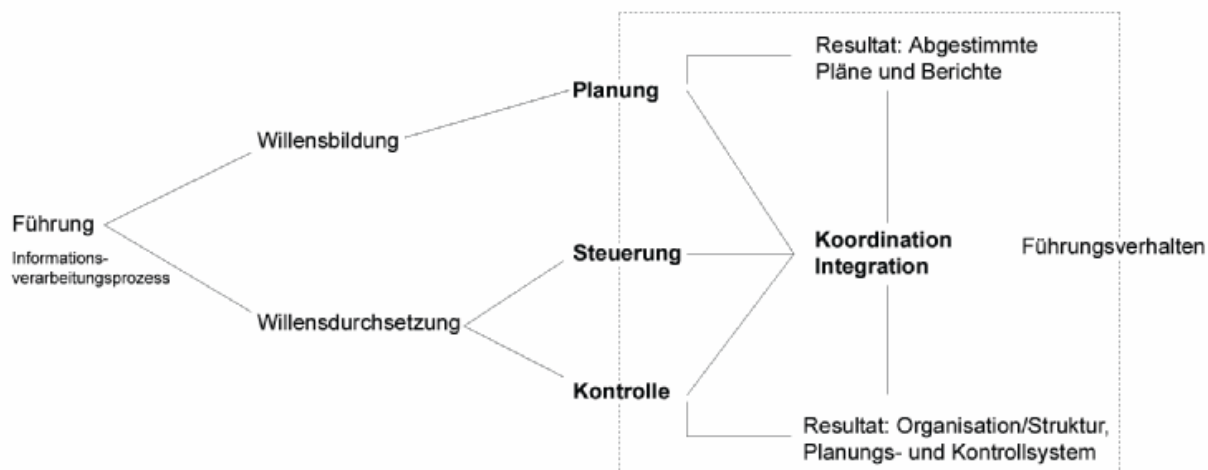 Resultat: Abgestimmte
Pläne und Berichte
Planung
Willensbildung
Führung
Informations-
verarbeitungsprozess
Steuerung
Koordination
Integration
Führungsverhalten
Willensdurchsetzung
Kontrolle
Resultat: Organisation/Struktur,
Planungs- und Kontrollsystem